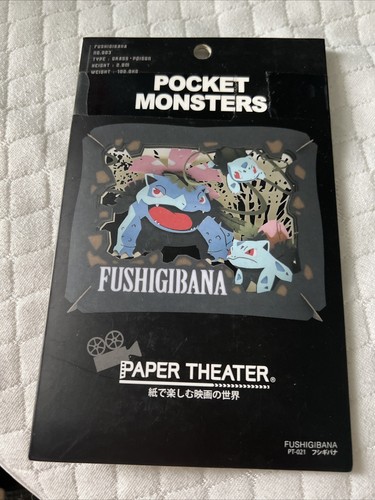 FUSHIGIBANA
NO.003
TYPE : GRASS・POISON
HEIGHT : 2.0M
WEIGHT : 100.0KG
POCKET
MONSTERS
FUSHIGIBANA
PAPER THEATER®
紙で楽しむ映画の世界
FUSHIGIBANA
PT-021 フシギバナ